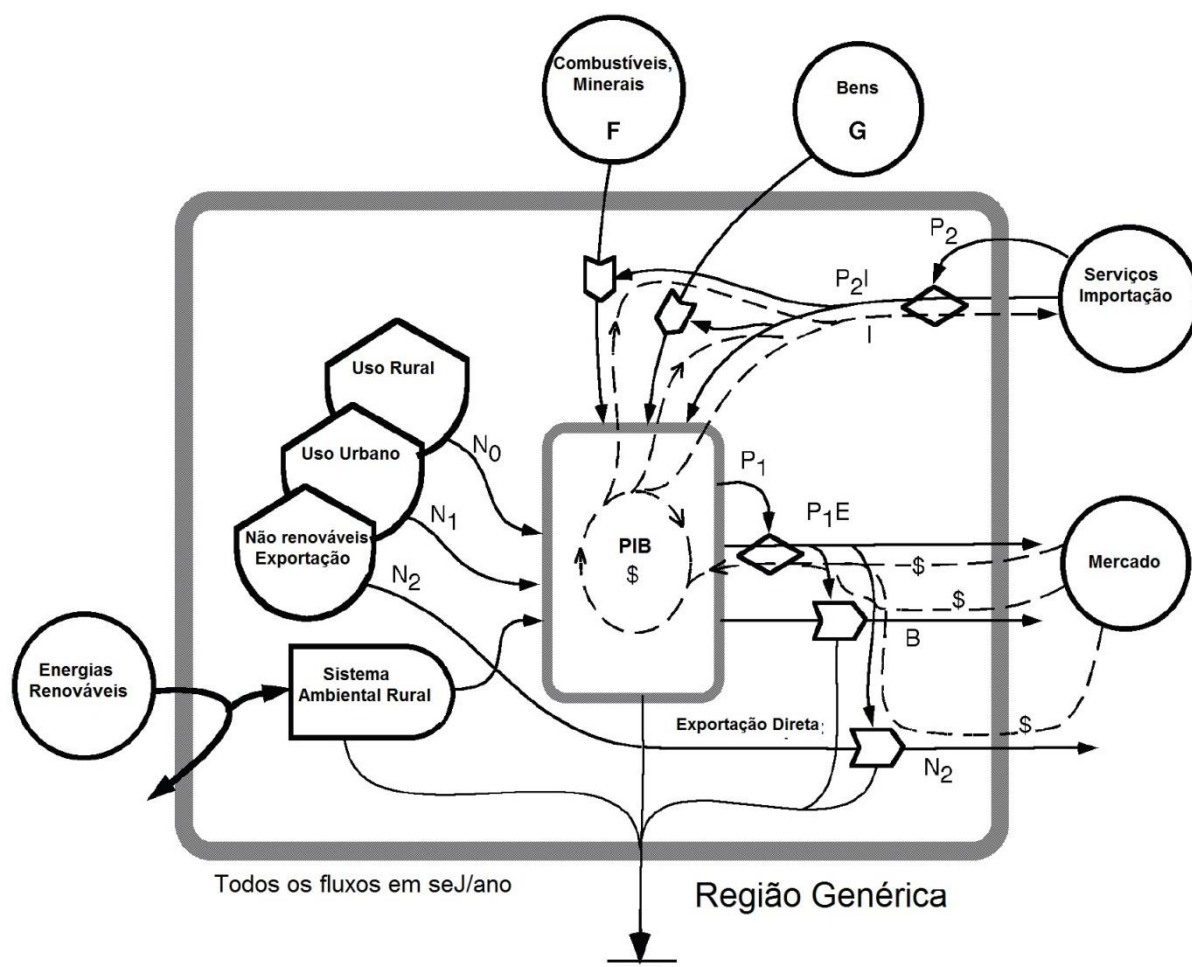 Combustíveis,
Minerais
F
Bens
G
P2
Serviços
Importação
P2I
I
Uso Rural
Uso Urbano
N0
Não renováveis
Exportação
N1
N2
P1
P1E
PIB
$
$
$
Mercado
B
Energias
Renováveis
Sistema
Ambiental Rural
Exportação Direta
$
N2
Todos os fluxos em seJ/ano
Região Genérica